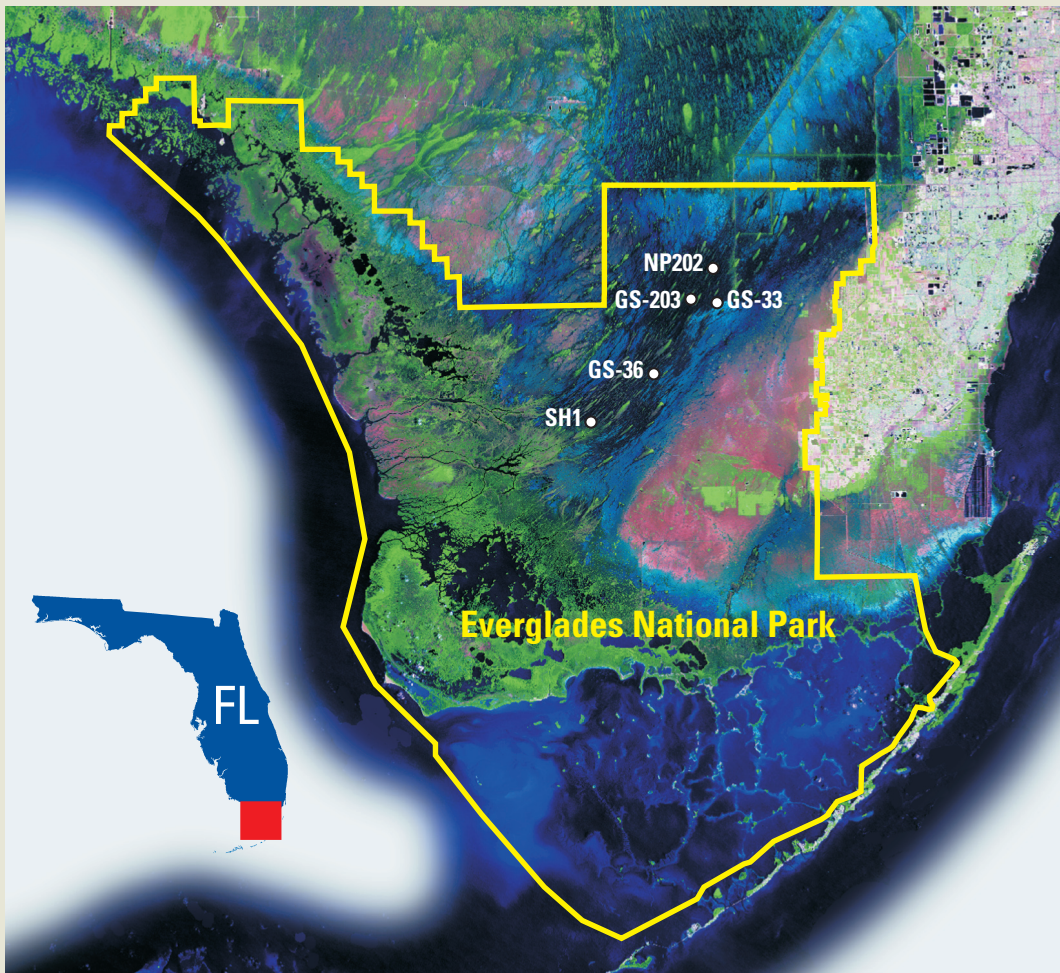 NP202
GS-203
GS-33
GS-36
SH1
Everglades National Park
FL